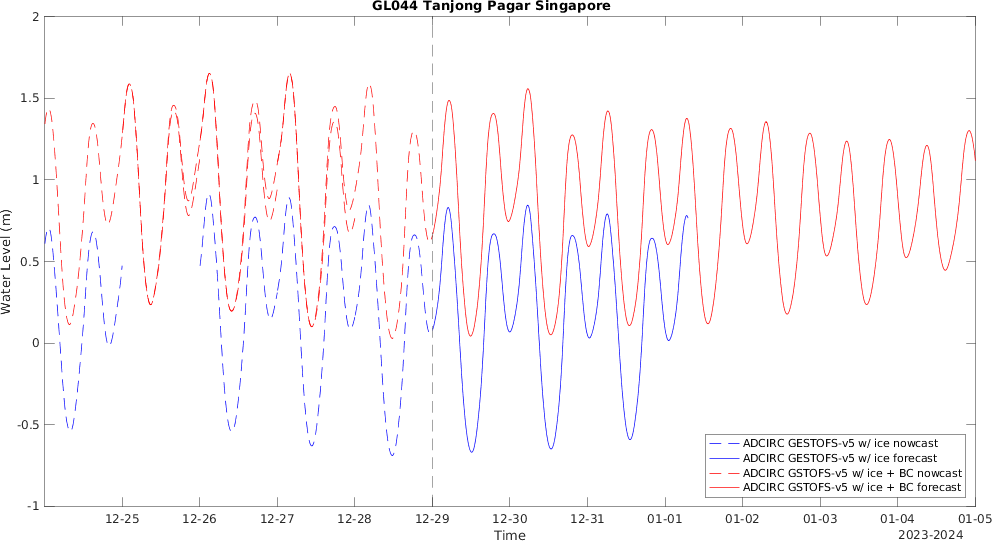 GL044 Tanjong Pagar Singapore
2
1.5
1
0.5
0
-0.5
-1
Water Level (m)
12-25
12-26
12-27
12-28
12-29
12-30
12-31
01-01
01-02
01-03
01-04
01-05
Time
2023-2024
ADCIRC GESTOFS-v5 w/ ice nowcast
ADCIRC GESTOFS-v5 w/ ice forecast
ADCIRC GSTOFS-v5 w/ ice + BC nowcast
ADCIRC GSTOFS-v5 w/ ice + BC forecast